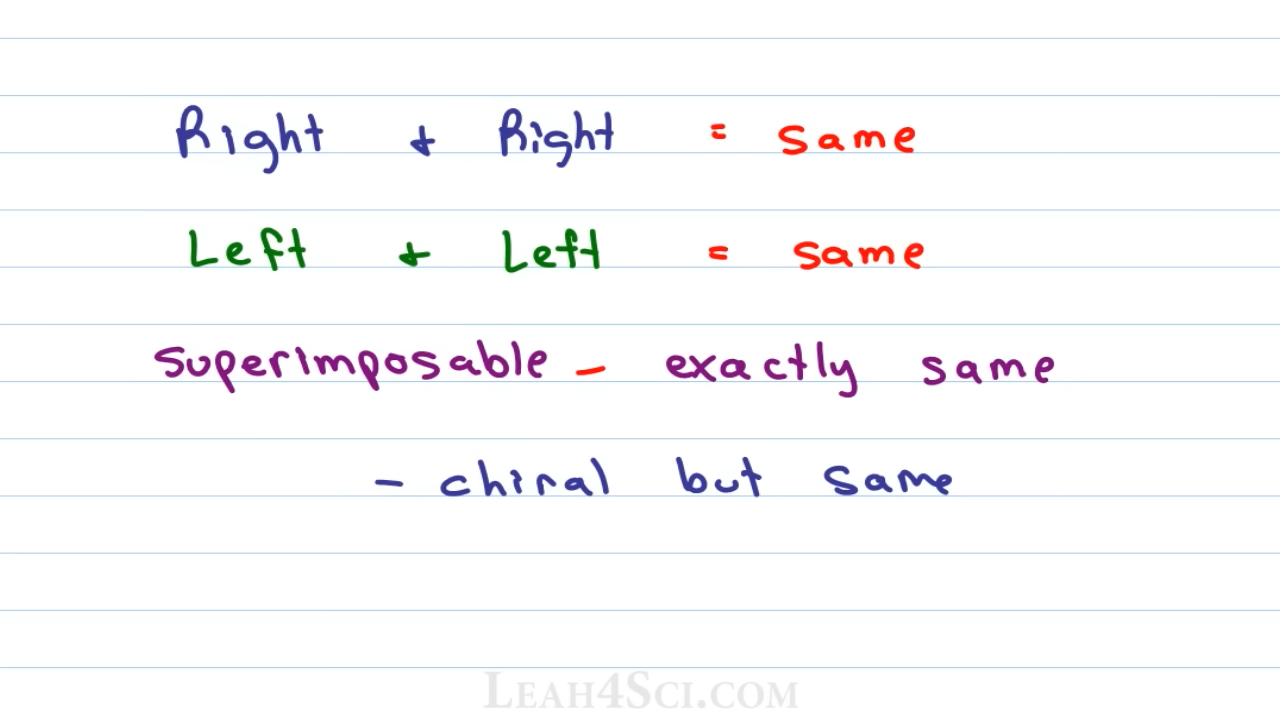 Right + Right = same
Left + Left = same
Superimposable - exactly same
- chiral but same
LEAH4SCI.COM